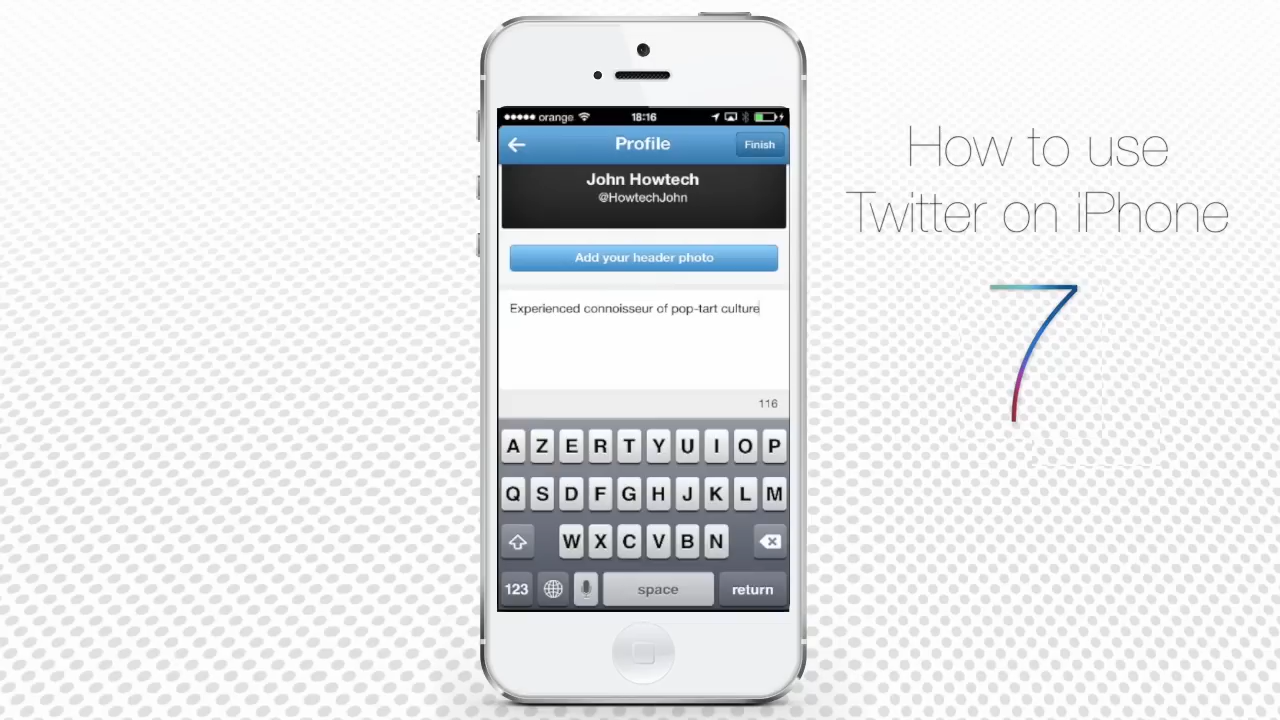 orange 18:16
Profile
Finish
John Howtech
@HowtechJohn
Add your header photo
Experienced connoisseur of pop-tart culture
116
A Z E R T Y U I O P
Q S D F G H J K L M
W X C V B N
123 space return
How to use
Twitter on iPhone
7